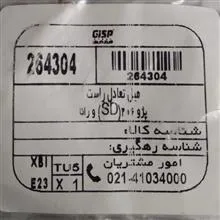 GISP
264304
264304
میل تعادل راست
پژو ۲۰۶ (SD) و رانا
شناسه کالا:
شناسه رهگیری:
XBI
E23
TU5
X 1
امور مشتریان
021-41034000